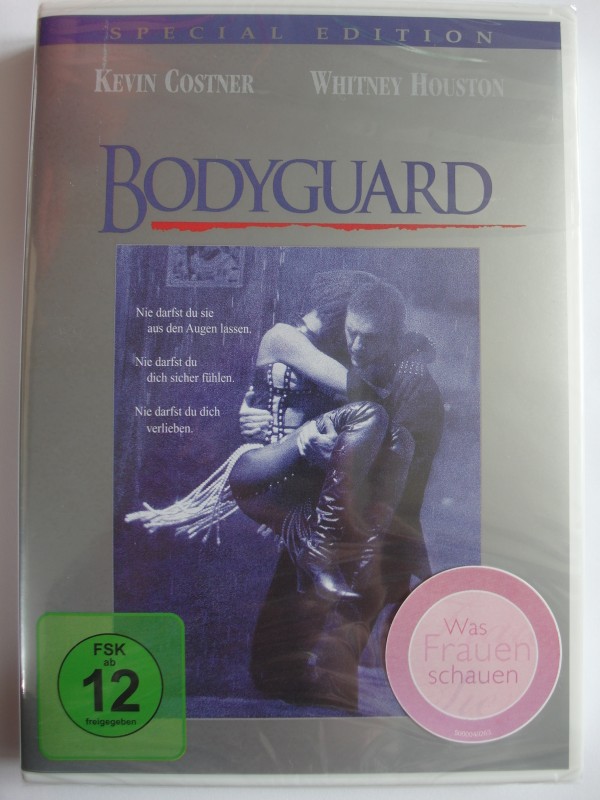 SPECIAL EDITION
KEVIN COSTNER WHITNEY HOUSTON
BODYGUARD
Nie darfst du sie
aus den Augen lassen.
Nie darfst du
dich sicher fühlen.
Nie darfst du dich
verlieben.
FSK
ab
12
freigegeben
Was
Frauen
schauen